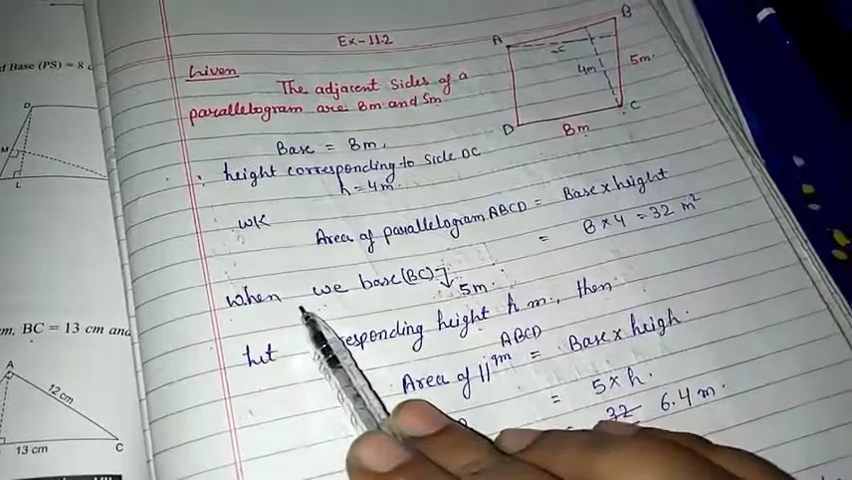 Ex-11.2
Given
The adjacent sides of a
parallelogram are 8m and 5m
Base = 8m,
height corresponding to side DC
h = 4m.
wk
Area of parallelogram ABCD = Base x height
= 8 x 4 = 32 m²
when we base (BC)
5m.
let
esponding height h m., then
Area of ||gm ABCD = Base x heigh.
= 5 x h.
32 6.4 m.
A
B
4m
5m.
C
D
8m
d Base (PS) = 8 c
D
M
L
m, BC = 13 cm and
A
12 cm
13 cm
C